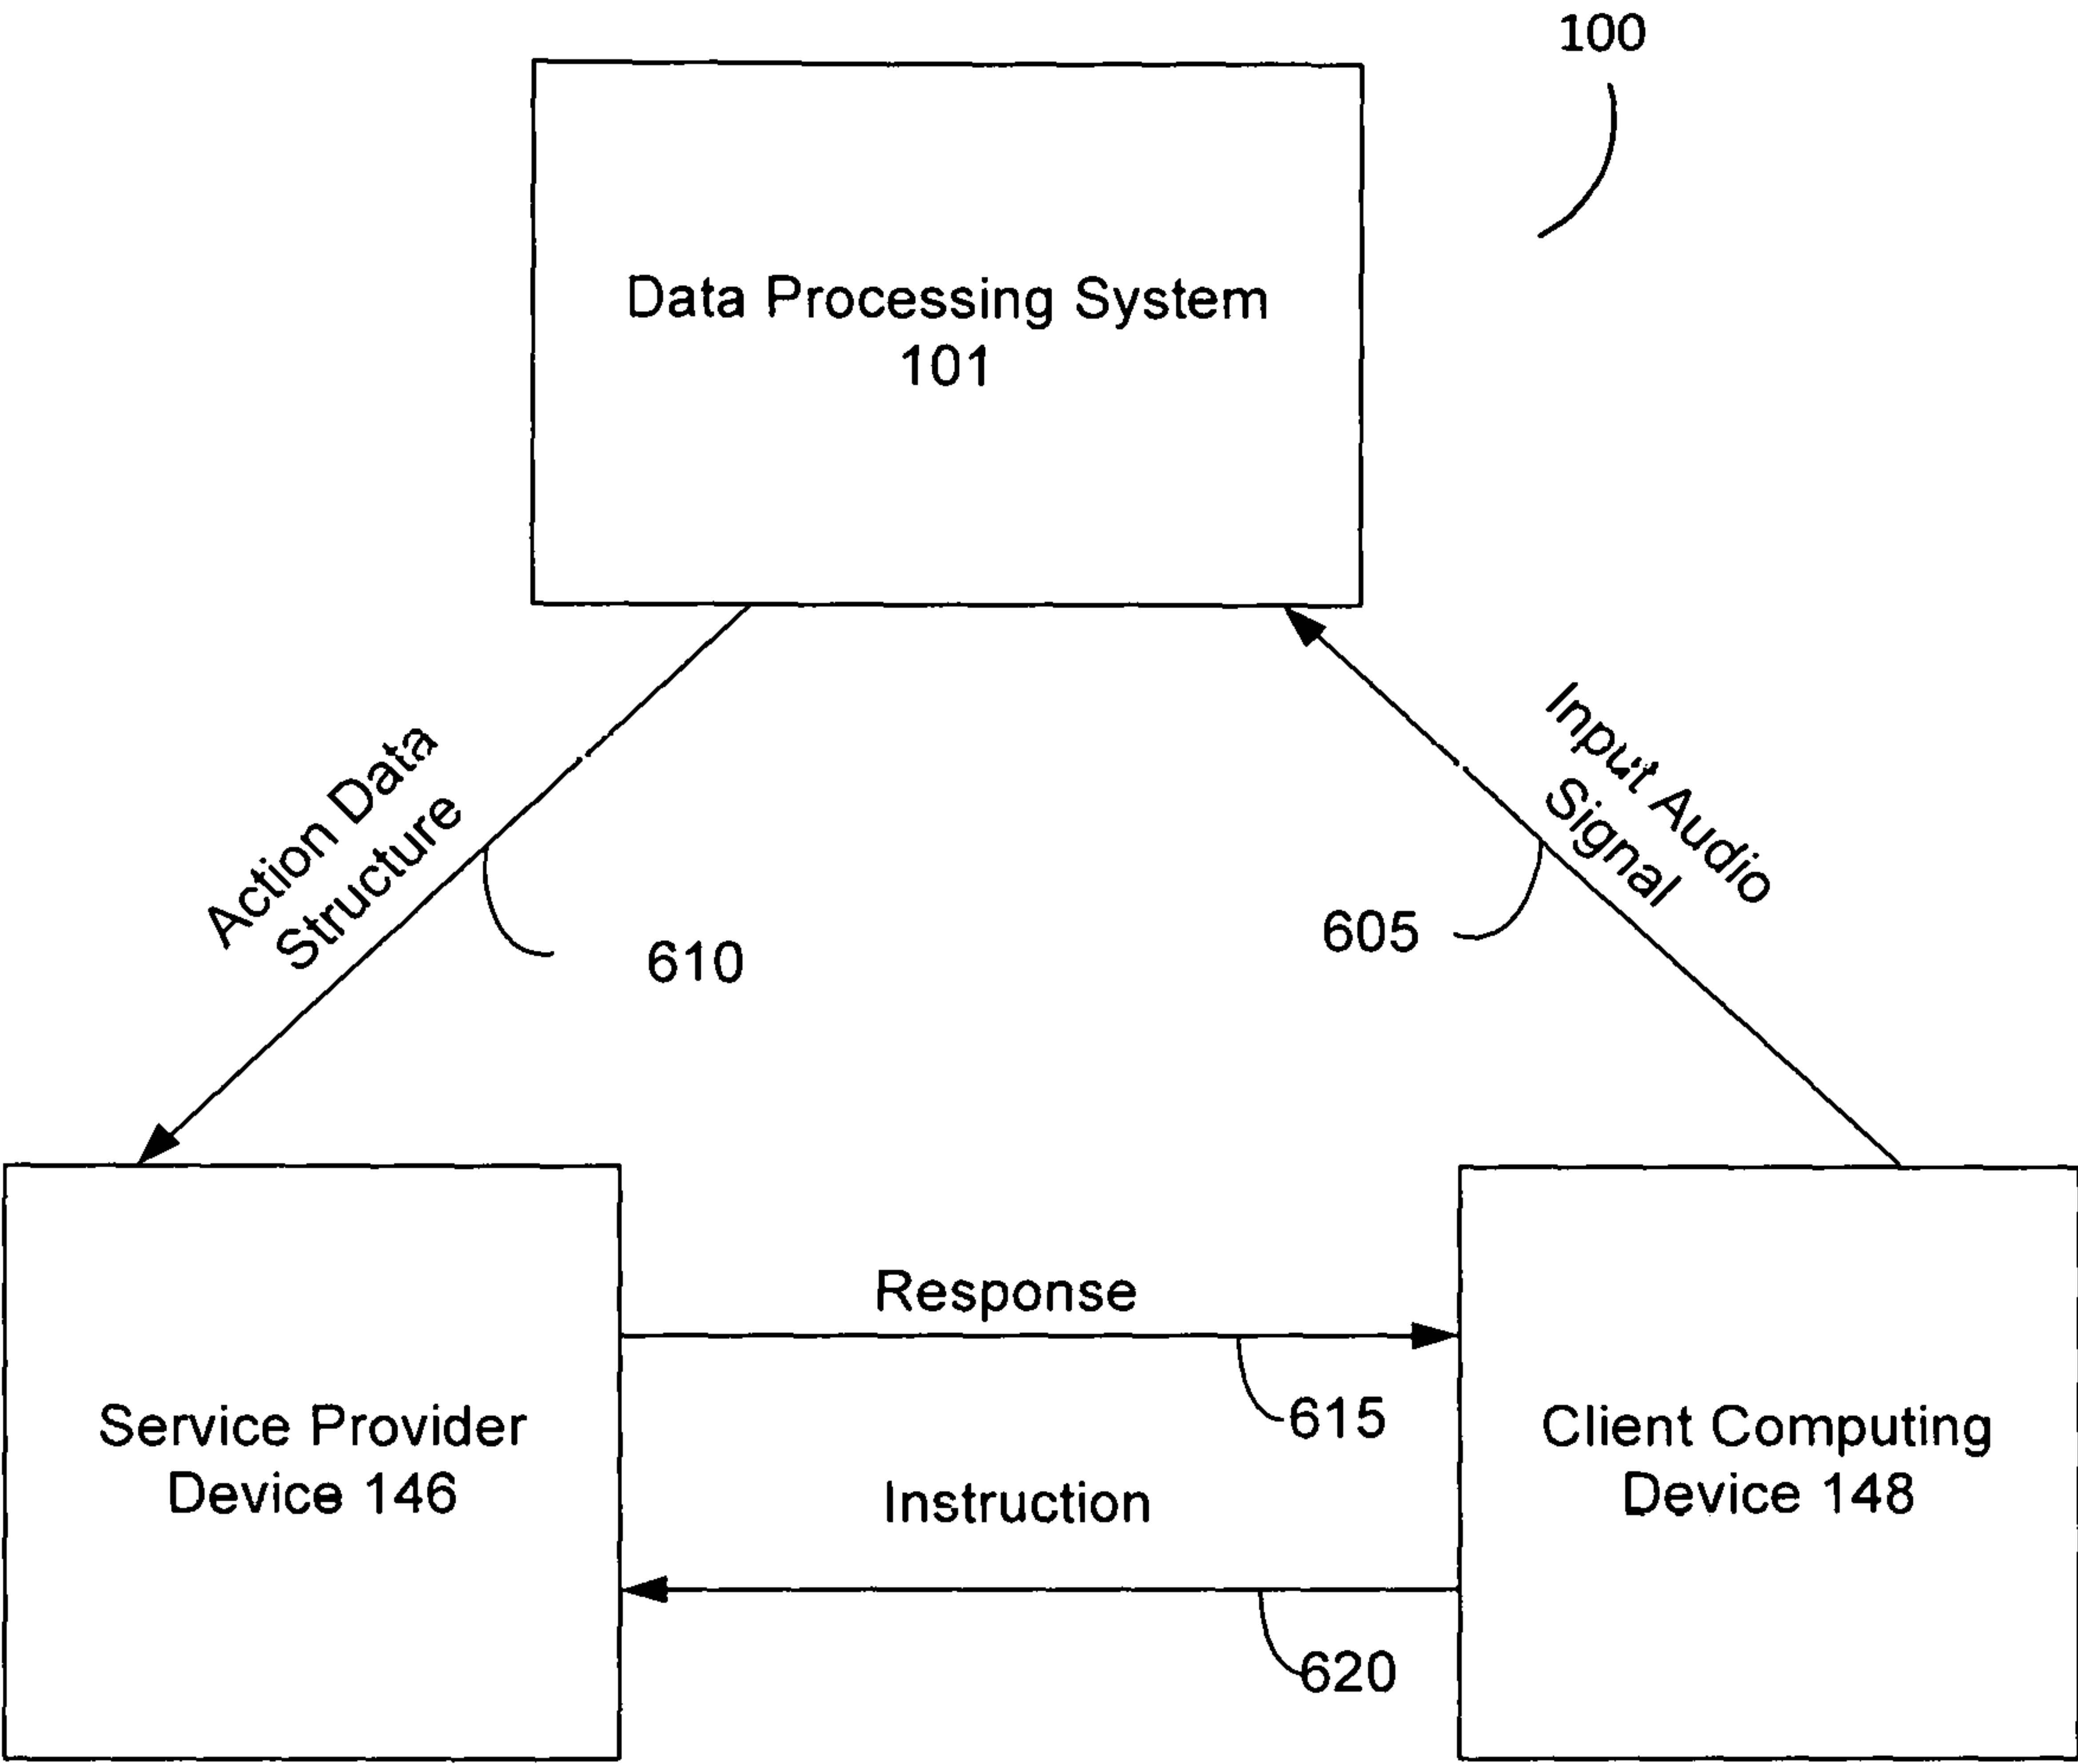 100
Data Processing System
101
Action Data
Structure
Input Audio
Signal
610
605
Response
615
Service Provider
Device 146
Client Computing
Device 148
Instruction
620